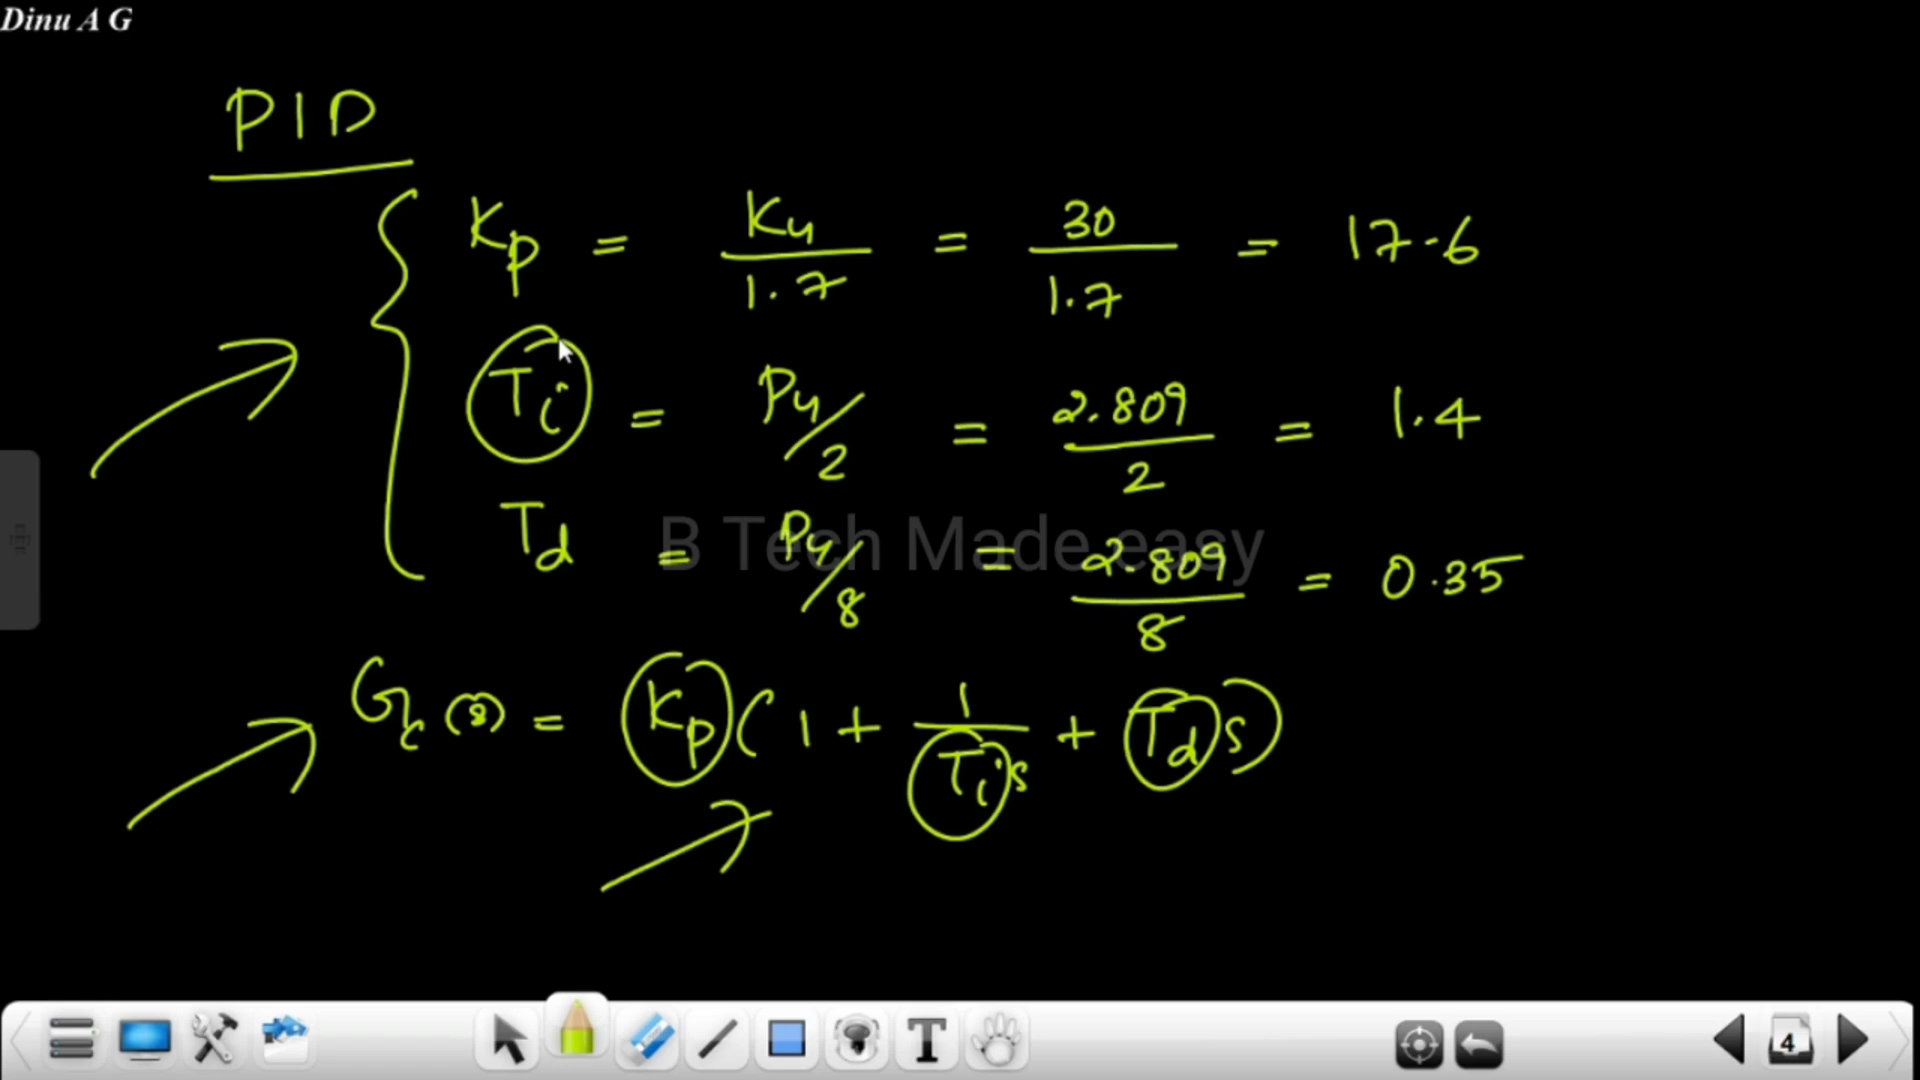 Dinu A G
PID
Kp = Ku/1.7 = 30/1.7 = 17.6
Ti = Pu/2 = 2.809/2 = 1.4
Td = Pu/8 = 2.809/8 = 0.35
B Tech Made easy
Gc(s) = Kp(1 + 1/Tis + Tds)
T
4